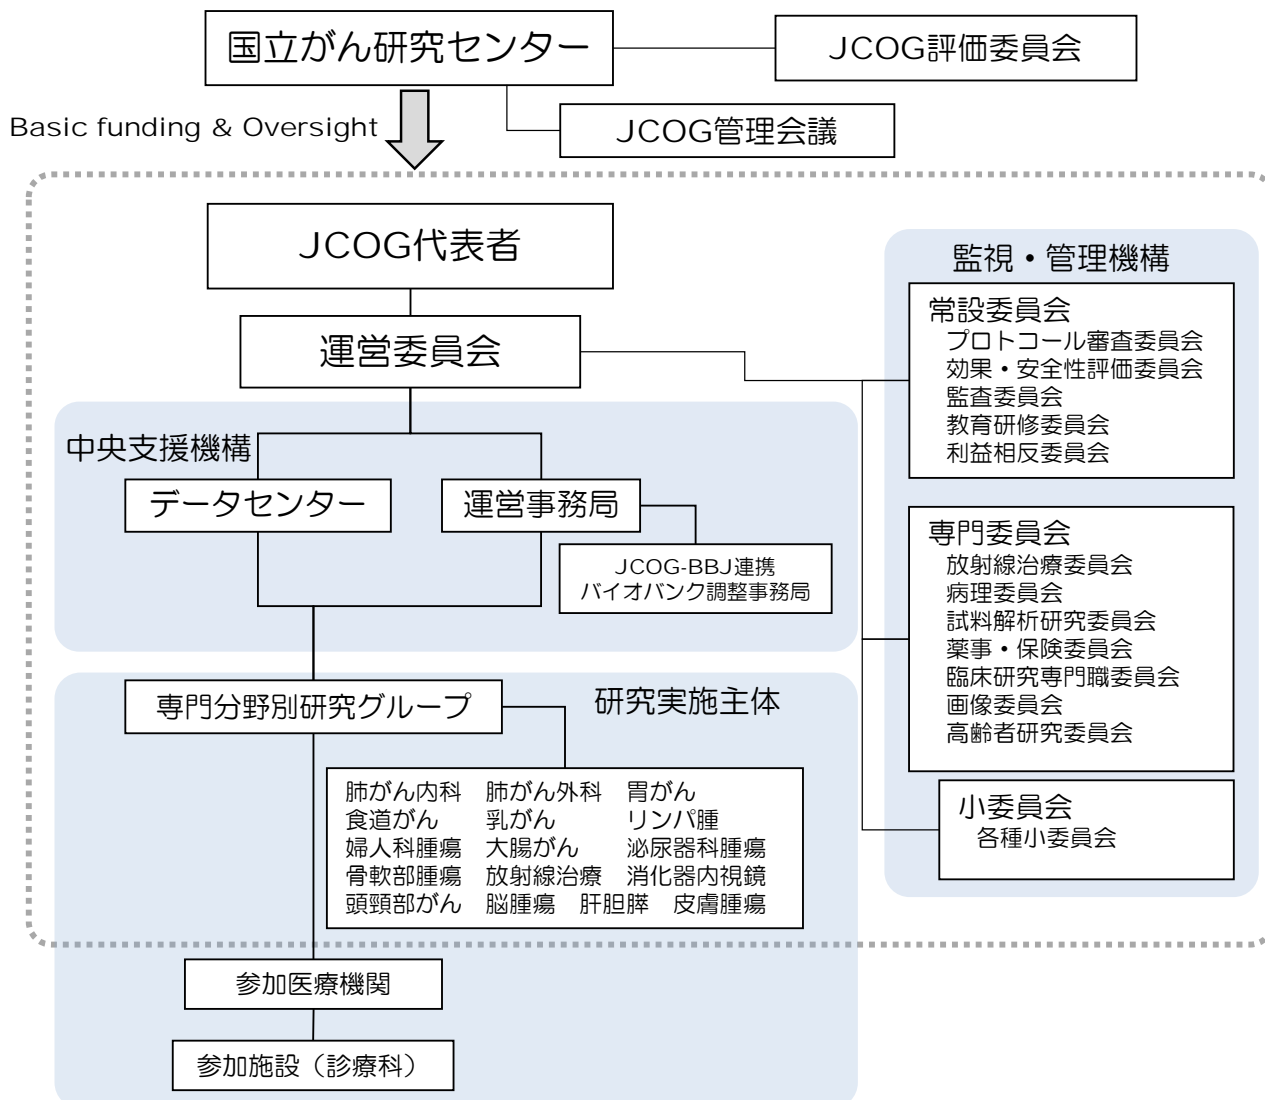 国立がん研究センター
JCOG評価委員会
Basic funding & Oversight
JCOG管理会議
JCOG代表者
運営委員会
中央支援機構
データセンター
運営事務局
JCOG-BBJ連携
バイオバンク調整事務局
専門分野別研究グループ
研究実施主体
肺がん内科 肺がん外科 胃がん
食道がん 乳がん リンパ腫
婦人科腫瘍 大腸がん 泌尿器科腫瘍
骨軟部腫瘍 放射線治療 消化器内視鏡
頭頸部がん 脳腫瘍 肝胆膵 皮膚腫瘍
参加医療機関
参加施設（診療科）
監視・管理機構
常設委員会
プロトコール審査委員会
効果・安全性評価委員会
監査委員会
教育研修委員会
利益相反委員会
専門委員会
放射線治療委員会
病理委員会
試料解析研究委員会
薬事・保険委員会
臨床研究専門職委員会
画像委員会
高齢者研究委員会
小委員会
各種小委員会